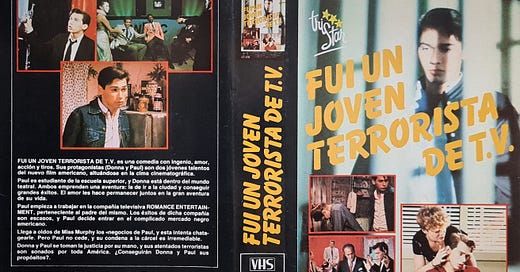 FUI UN JOVEN TERRORISTA DE T.V. es una comedia con ingenio, amor,
acción y tiros. Sus protagonistas (Donna y Paul) son dos jóvenes talentos
del nuevo film americano, situándose en la cima cinematográfica.
Paul es estudiante de la escuela superior, y Donna está dentro del mundo
teatral. Ambos emprenden una aventura: la de ir a la ciudad y conseguir
grandes éxitos. El amor les hace permanecer juntos en la gran aventura
de su vida.
Paul empieza a trabajar en la compañía televisiva ROMANCE ENTERTAIN-
MENT, perteneciente al padre del mismo. Los éxitos de dicha compañía
son escasos, y Paul decide entrar en el complicado mercado negro
americano.
Llega a oídos de Miss Murphy los -negocios de Paul, y esta intenta chata-
gearle. Pero Paul no cede, y su condena a la cárcel es irremediable.
Donna y Paul se toman la justicia por su mano, y sus atentados terroristas
son sonados por toda América. ¿Conseguirán Donna y Paul sus
propósitos?.
FUI UN JOVEN
TERRORISTA DE T.V.
VHS
tri Star
FUI UN
JOVEN
TERRORISTA
DE T.V.